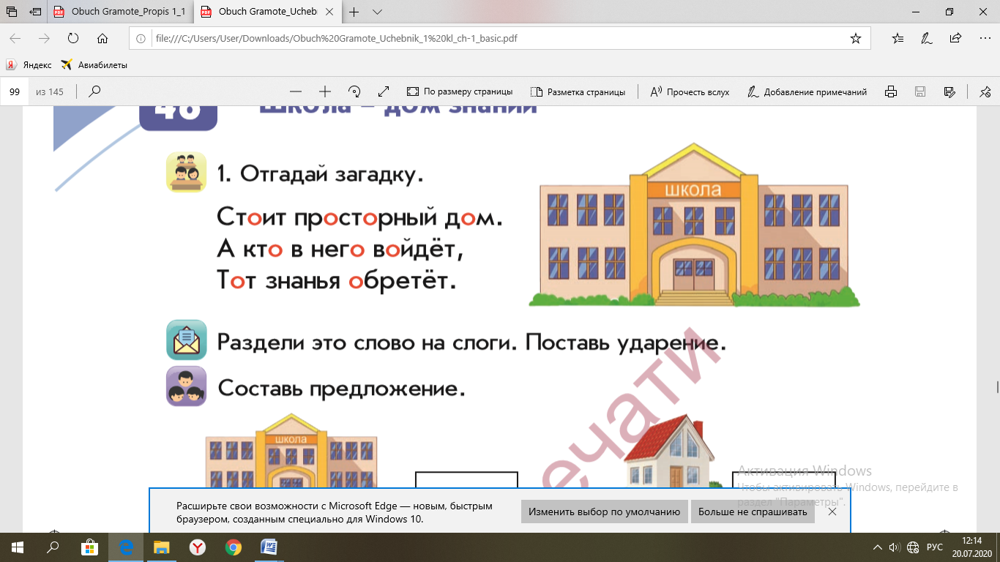 Obuch Gramote_Propis 1_1
Obuch Gramote_Uchebn
file:///C:/Users/User/Downloads/Obuch%20Gramote_Uchebnik_1%20kl_ch-1_basic.pdf
Яндекс
Авиабилеты
99 из 145
По размеру страницы
Разметка страницы
Прочесть вслух
Добавление примечаний
46 Школа – дом знаний
1. Отгадай загадку.
Стоит просторный дом.
А кто в него войдёт,
Тот знанья обретёт.
школа
Раздели это слово на слоги. Поставь ударение.
Составь предложение.
школа
ечати
Активация Windows
Чтобы активировать Windows, перейдите в
раздел "Параметры".
Расширьте свои возможности с Microsoft Edge — новым, быстрым
браузером, созданным специально для Windows 10.
Изменить выбор по умолчанию
Больше не спрашивать
РУС
12:14
20.07.2020